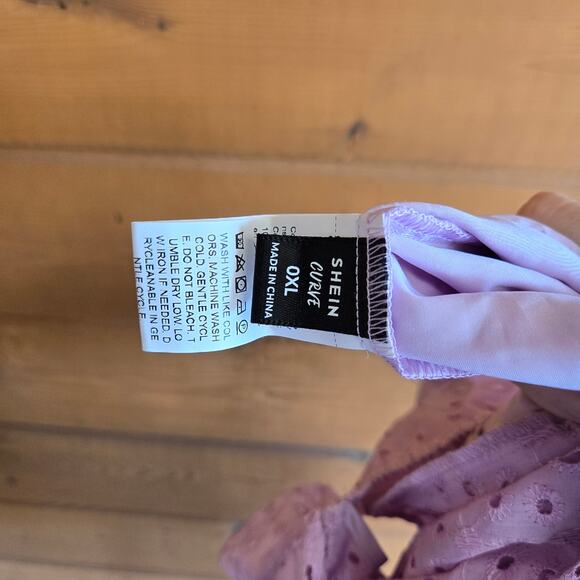 SHEIN
CURVE
0XL
MADE IN CHINA
WASH WITH LIKE COL
ORS. MACHINE WASH
COLD. GENTLE CYCL
E. DO NOT BLEACH. T
UMBLE DRY LOW. LO
W IRON IF NEEDED. D
RYCLEANABLE IN GE
NTLE CYCLE.